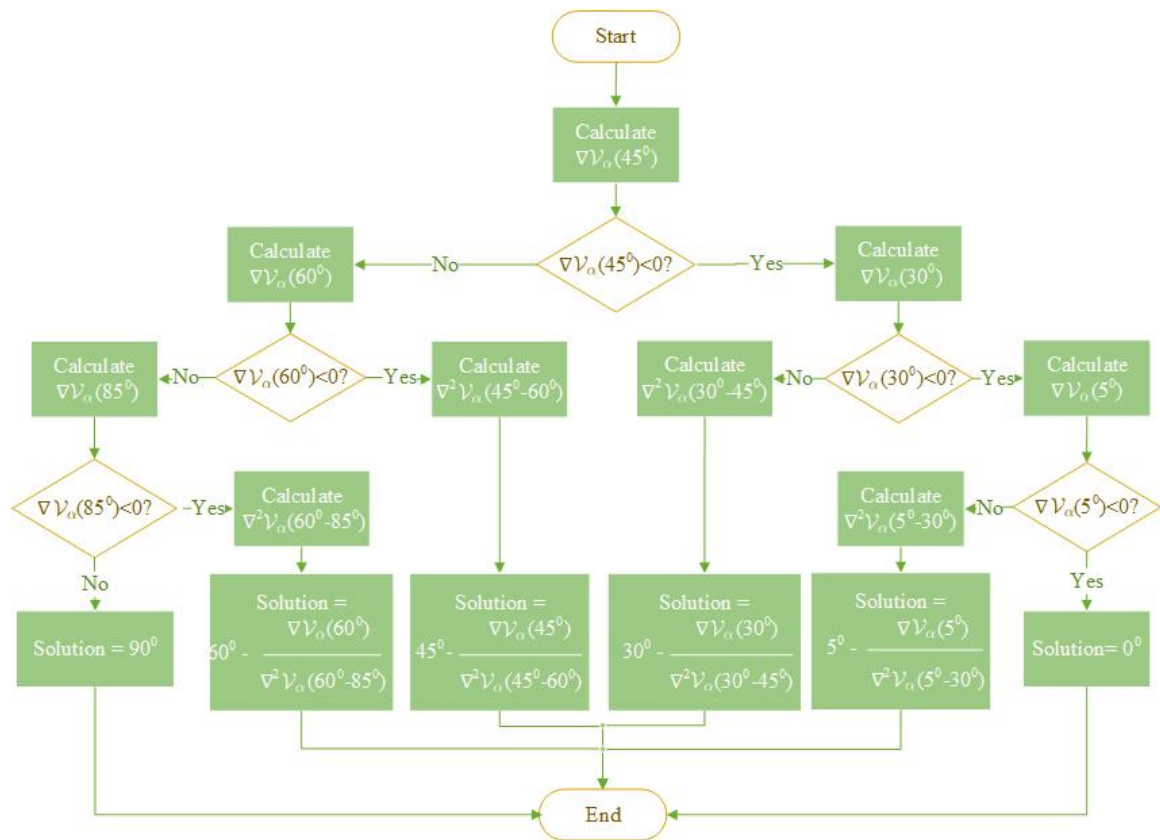 Start
Calculate
∇𝒱α(45⁰)
∇𝒱α(45⁰)<0?
No
Yes
Calculate
∇𝒱α(60⁰)
Calculate
∇𝒱α(30⁰)
∇𝒱α(60⁰)<0?
No
Yes
∇𝒱α(30⁰)<0?
No
Yes
Calculate
∇𝒱α(85⁰)
Calculate
∇²𝒱α(45⁰-60⁰)
Calculate
∇²𝒱α(30⁰-45⁰)
Calculate
∇𝒱α(5⁰)
∇𝒱α(85⁰)<0?
Yes
No
Calculate
∇²𝒱α(60⁰-85⁰)
Calculate
∇²𝒱α(5⁰-30⁰)
No
∇𝒱α(5⁰)<0?
Yes
Solution = 90⁰
Solution =
∇𝒱α(60⁰)
60⁰ -
∇²𝒱α(60⁰-85⁰)
Solution =
∇𝒱α(45⁰)
45⁰ -
∇²𝒱α(45⁰-60⁰)
Solution =
∇𝒱α(30⁰)
30⁰ -
∇²𝒱α(30⁰-45⁰)
Solution =
∇𝒱α(5⁰)
5⁰ -
∇²𝒱α(5⁰-30⁰)
Solution= 0⁰
End